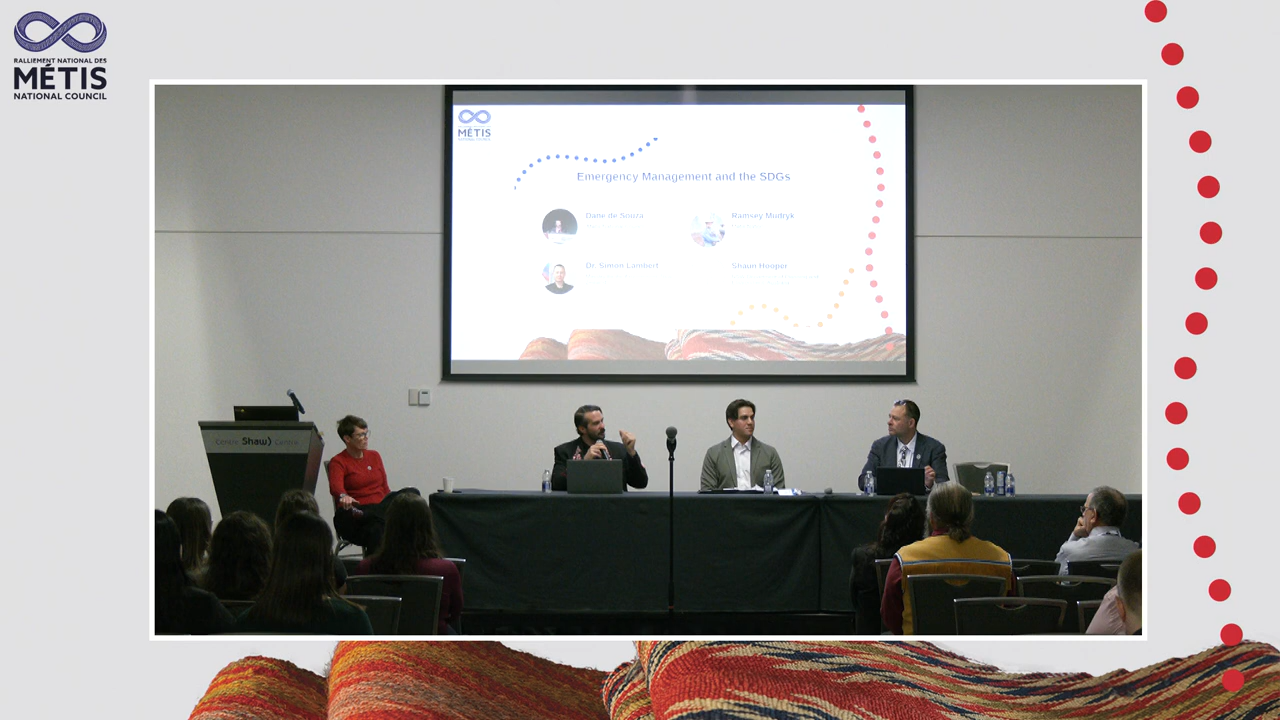 RALLIEMENT NATIONAL DES
MÉTIS
NATIONAL COUNCIL
MÉTIS
Emergency Management and the SDGs
Dane de Souza
Ramsey Mudryk
Dr. Simon Lambert
Shaun Hooper
Centre Shaw Centre